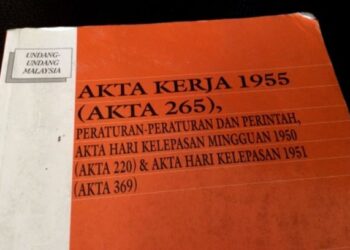 UNDANG-
UNDANG
MALAYSIA
AKTA KERJA 1955
(AKTA 265),
PERATURAN-PERATURAN DAN PERINTAH,
AKTA HARI KELEPASAN MINGGUAN 1950
(AKTA 220) & AKTA HARI KELEPASAN 1951
(AKTA 369)